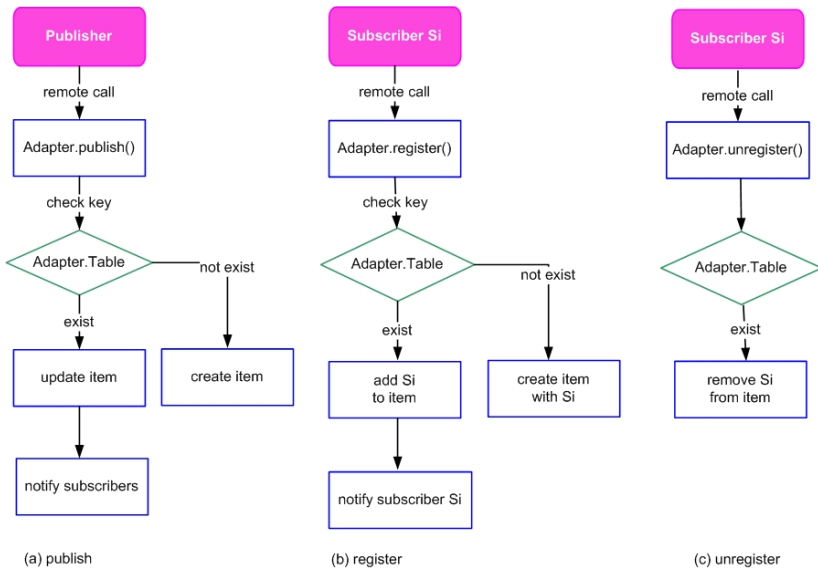 Publisher
remote call
Adapter.publish()
check key
Adapter.Table
not exist
exist
update item
create item
notify subscribers
(a) publish
Subscriber Si
remote call
Adapter.register()
check key
Adapter.Table
not exist
exist
add Si
to item
create item
with Si
notify subscriber Si
(b) register
Subscriber Si
remote call
Adapter.unregister()
Adapter.Table
exist
remove Si
from item
(c) unregister